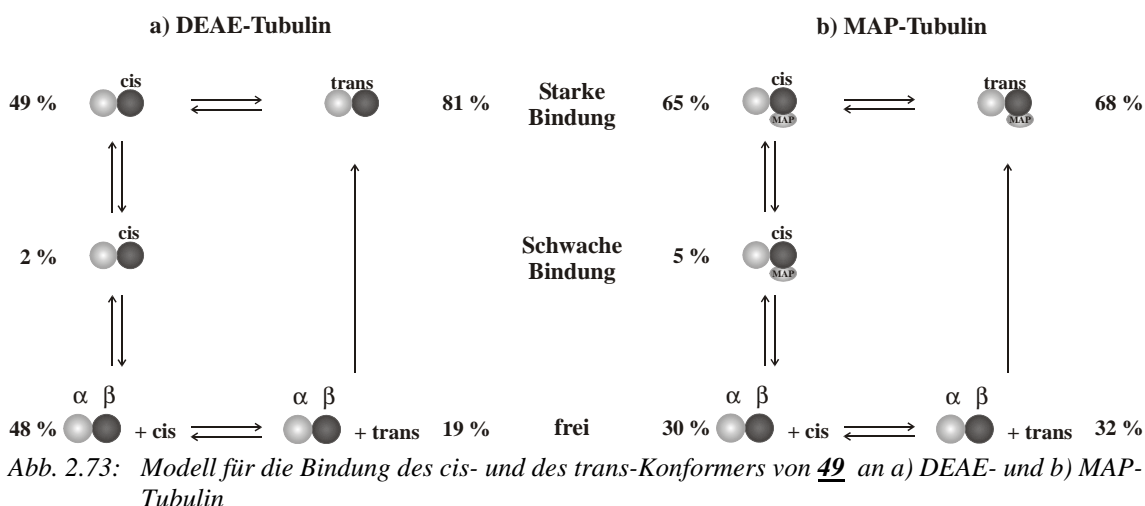 a) DEAE-Tubulin b) MAP-Tubulin
cis trans cis trans
49 % 81 % Starke Bindung 65 % MAP MAP 68 %
cis cis
2 % Schwache Bindung 5 % MAP
α β α β α β α β
48 % + cis + trans 19 % frei 30 % + cis + trans 32 %
Abb. 2.73: Modell für die Bindung des cis- und des trans-Konformers von 49 an a) DEAE- und b) MAP-
Tubulin